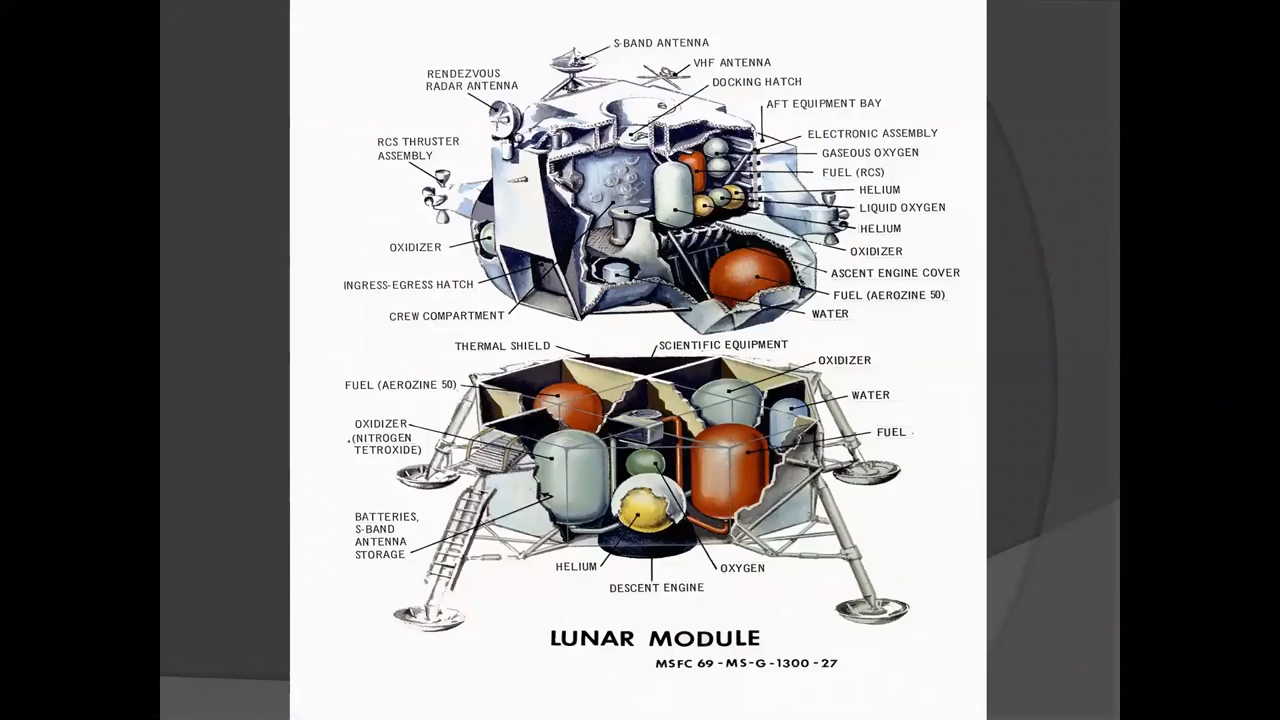 S-BAND ANTENNA
VHF ANTENNA
RENDEZVOUS
RADAR ANTENNA
DOCKING HATCH
AFT EQUIPMENT BAY
ELECTRONIC ASSEMBLY
RCS THRUSTER
ASSEMBLY
GASEOUS OXYGEN
FUEL (RCS)
HELIUM
LIQUID OXYGEN
HELIUM
OXIDIZER
OXIDIZER
ASCENT ENGINE COVER
INGRESS-EGRESS HATCH
FUEL (AEROZINE 50)
CREW COMPARTMENT
WATER
THERMAL SHIELD
SCIENTIFIC EQUIPMENT
OXIDIZER
FUEL (AEROZINE 50)
WATER
OXIDIZER
(NITROGEN
TETROXIDE)
FUEL
BATTERIES,
S-BAND
ANTENNA
STORAGE
HELIUM
OXYGEN
DESCENT ENGINE
LUNAR MODULE
MSFC 69-MS-G-1300-27